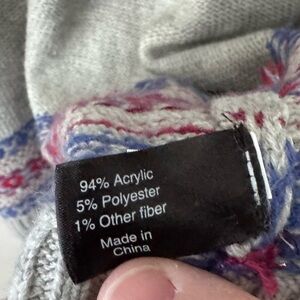 94% Acrylic
5% Polyester
1% Other fiber
Made in
China